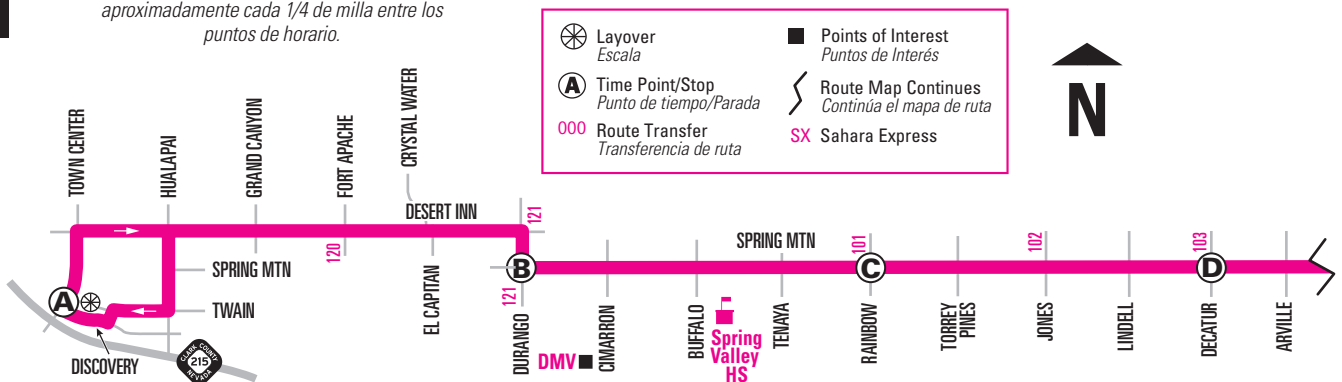 aproximadamente cada 1/4 de milla entre los
puntos de horario.
Layover
Escala
A Time Point/Stop
Punto de tiempo/Parada
000 Route Transfer
Transferencia de ruta
Points of Interest
Puntos de Interés
Route Map Continues
Continúa el mapa de ruta
SX Sahara Express
N
TOWN CENTER
HUALAPAI
GRAND CANYON
FORT APACHE
CRYSTAL WATER
DESERT INN
121
120
SPRING MTN
TWAIN
EL CAPITAN
A
DISCOVERY
CLARK COUNTY
215
NEVADA
B
121
DURANGO
DMV
CIMARRON
BUFFALO
Spring
Valley
HS
TENAYA
SPRING MTN
101
C
RAINBOW
TORREY
PINES
102
JONES
LINDELL
103
D
DECATUR
ARVILLE